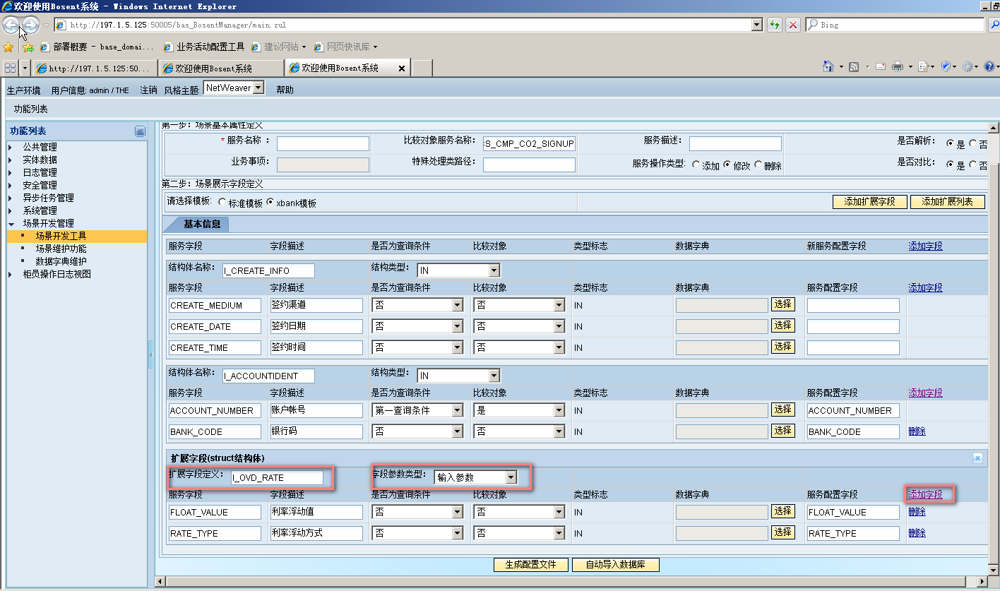 欢迎使用Bosent系统 - Windows Internet Explorer
http://197.1.5.125:50005/bas_BosentManager/main.zul
Bing
部署概要 - base_domai... 业务活动配置工具 建议网站 网页快讯库
http://197.1.5.125:50... 欢迎使用Bosent系统 欢迎使用Bosent系统
生产环境 用户信息: admin / THE 注销 风格主题: NetWeaver 帮助
功能列表
功能列表
公共管理
实体数据
日志管理
安全管理
异步任务管理
系统管理
场景开发管理
场景开发工具
场景维护功能
数据字典维护
柜员操作日志视图
第一步: 场景基本属性定义
*服务名称 : 比较对象服务名称: S_CMP_CO2_SIGNUP 服务描述: 是否解析: 是 否
业务事项: 特殊处理类路径: 服务操作类型: 添加 修改 删除 是否对比: 是 否
第二步: 场景展示字段定义
请选择模板: 标准模板 xbank模板 添加扩展字段 添加扩展列表
基本信息
服务字段 字段描述 是否为查询条件 比较对象 类型标志 数据字典 新服务配置字段 添加字段
结构体名称: I_CREATE_INFO 结构类型: IN
服务字段 字段描述 是否为查询条件 比较对象 类型标志 数据字典 服务配置字段 添加字段
CREATE_MEDIUM 签约渠道 否 否 IN 选择
CREATE_DATE 签约日期 否 否 IN 选择
CREATE_TIME 签约时间 否 否 IN 选择
结构体名称: I_ACCOUNTIDENT 结构类型: IN
服务字段 字段描述 是否为查询条件 比较对象 类型标志 数据字典 服务配置字段 添加字段
ACCOUNT_NUMBER 账户帐号 第一查询条件 是 IN 选择 ACCOUNT_NUMBER
BANK_CODE 银行码 否 否 IN 选择 BANK_CODE 删除
扩展字段(struct结构体)
扩展字段定义: I_OVD_RATE 字段参数类型: 输入参数
服务字段 字段描述 是否为查询条件 比较对象 类型标志 数据字典 服务配置字段 添加字段
FLOAT_VALUE 利率浮动值 否 否 IN 选择 FLOAT_VALUE 删除
RATE_TYPE 利率浮动方式 否 否 IN 选择 RATE_TYPE 删除
生成配置文件 自动导入数据库